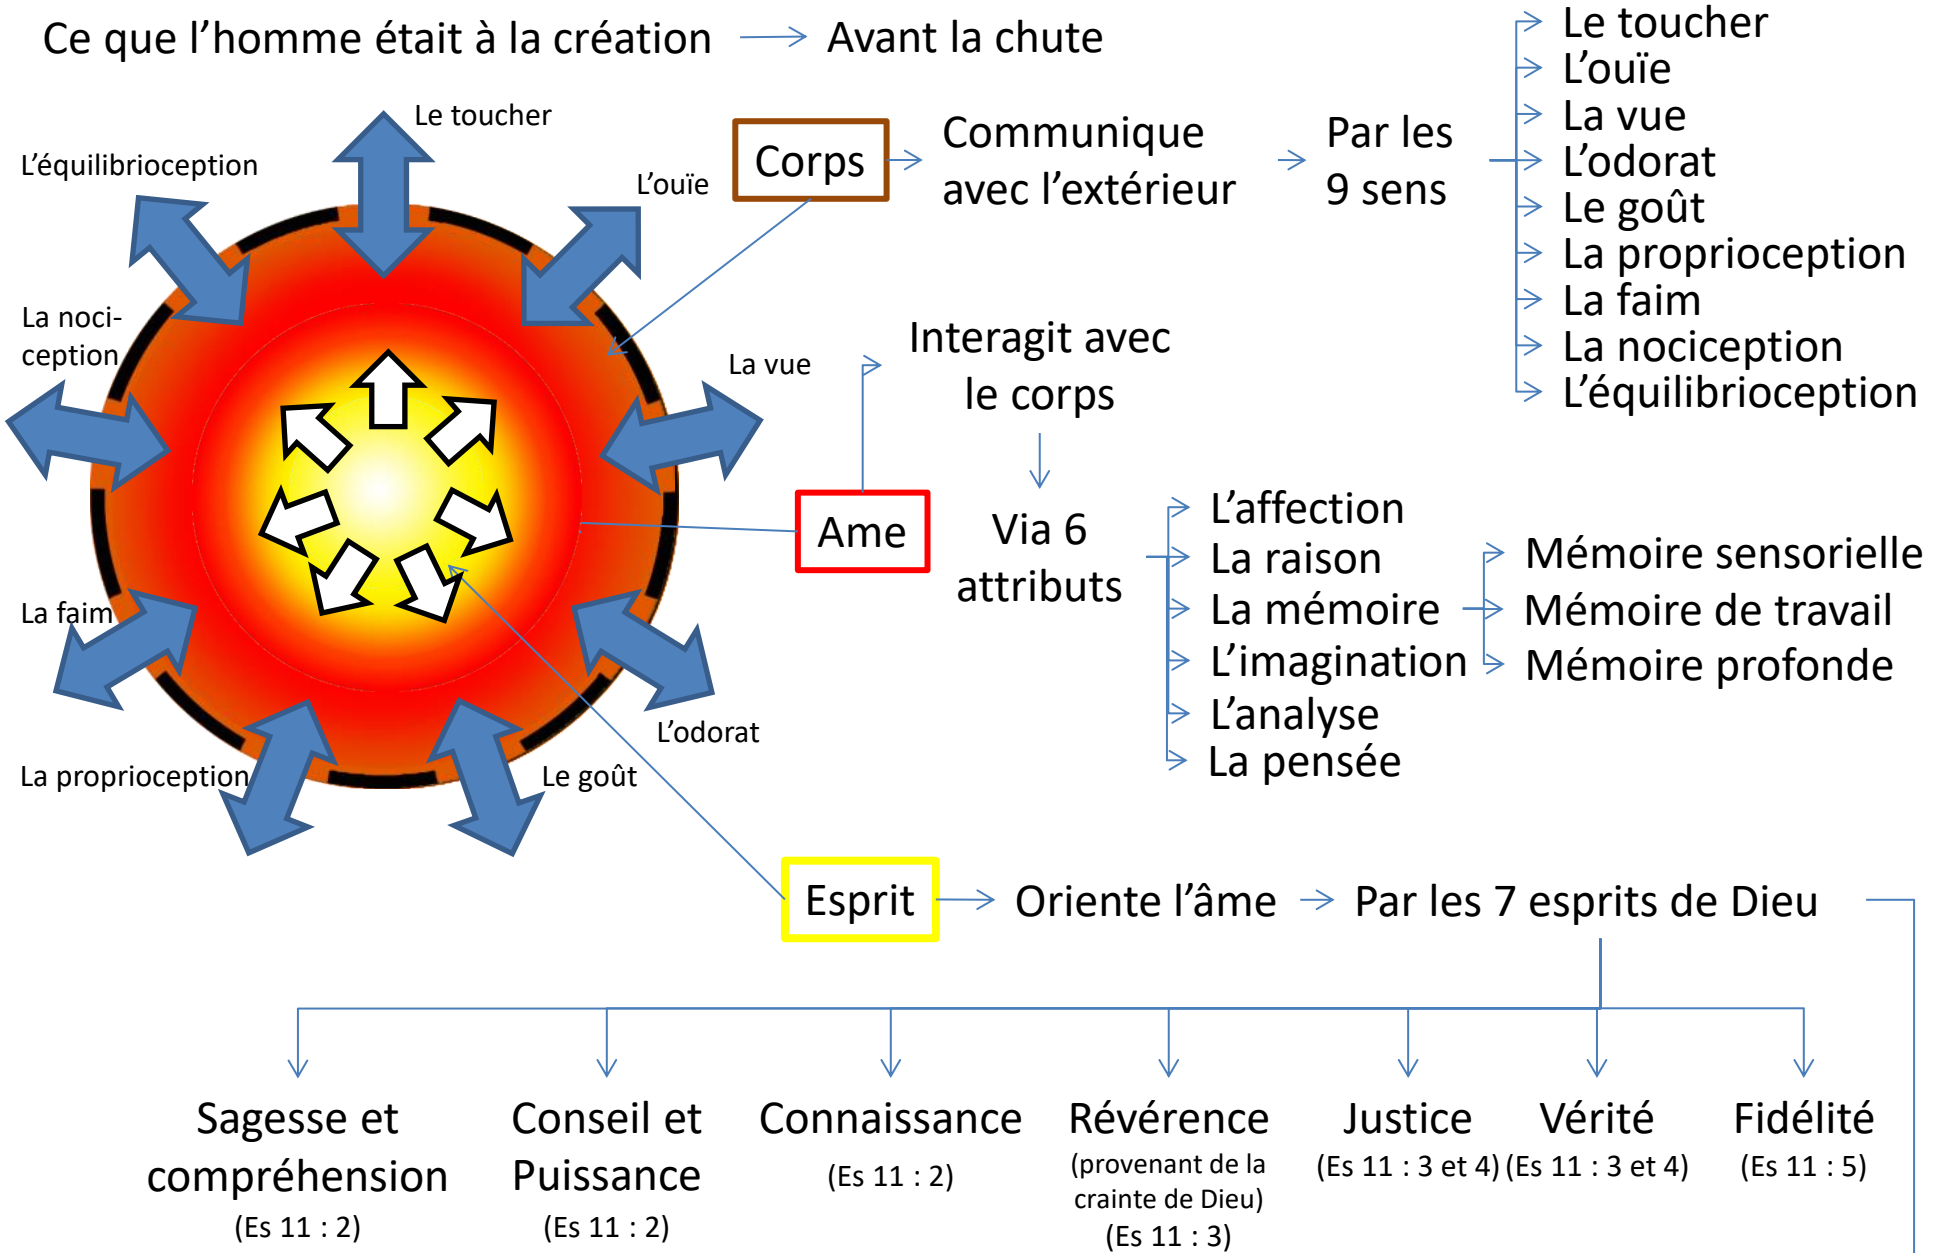 Ce que l'homme était à la création
Avant la chute
Le toucher
L'ouïe
La vue
L'odorat
Le goût
La proprioception
La faim
La nociception
L'équilibrioception
Corps
Communique
avec l'extérieur
Par les
9 sens
Le toucher
L'équilibrioception
L'ouïe
La noci-
ception
La vue
La faim
L'odorat
La proprioception
Le goût
Interagit avec
le corps
Ame
Via 6
attributs
L'affection
La raison
La mémoire
L'imagination
L'analyse
La pensée
Mémoire sensorielle
Mémoire de travail
Mémoire profonde
Esprit
Oriente l'âme
Par les 7 esprits de Dieu
Sagesse et
compréhension
(Es 11 : 2)
Conseil et
Puissance
(Es 11 : 2)
Connaissance
(Es 11 : 2)
Révérence
(provenant de la
crainte de Dieu)
(Es 11 : 3)
Justice
(Es 11 : 3 et 4)
Vérité
(Es 11 : 3 et 4)
Fidélité
(Es 11 : 5)